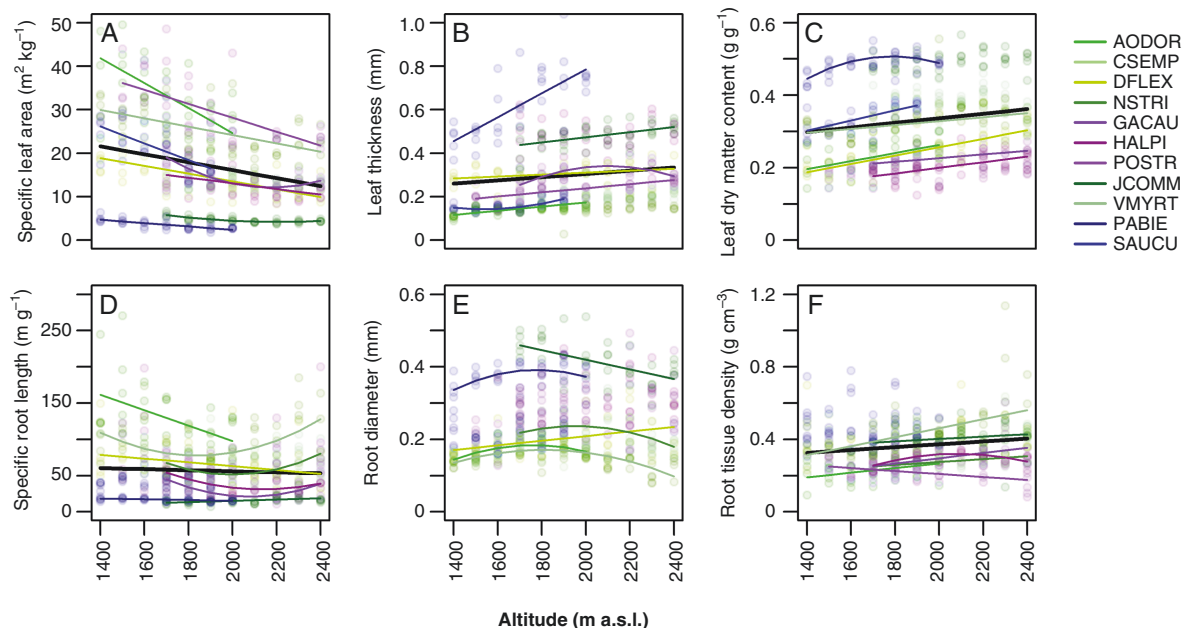 A
Specific leaf area (m² kg⁻¹)
50
40
30
20
10
0
B
Leaf thickness (mm)
1.0
0.8
0.6
0.4
0.2
0
C
Leaf dry matter content (g g⁻¹)
0.6
0.4
0.2
0
AODOR
CSEMP
DFLEX
NSTRI
GACAU
HALPI
POSTR
JCOMM
VMYRT
PABIE
SAUCU
D
Specific root length (m g⁻¹)
250
150
50
0
1400
1600
1800
2000
2200
2400
E
Root diameter (mm)
0.6
0.4
0.2
0
1400
1600
1800
2000
2200
2400
F
Root tissue density (g cm⁻³)
1.2
0.8
0.4
0
1400
1600
1800
2000
2200
2400
Altitude (m a.s.l.)